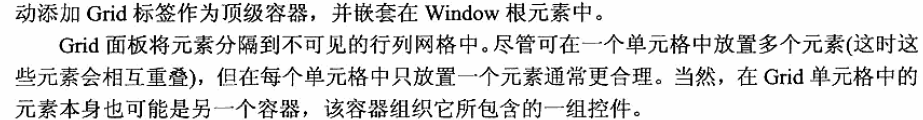 动添加 Grid 标签作为顶级容器，并嵌套在 Window 根元素中。
Grid 面板将元素分隔到不可见的行列网格中。尽管可在一个单元格中放置多个元素(这时这
些元素会相互重叠)，但在每个单元格中只放置一个元素通常更合理。当然，在 Grid 单元格中的
元素本身也可能是另一个容器，该容器组织它所包含的一组控件。